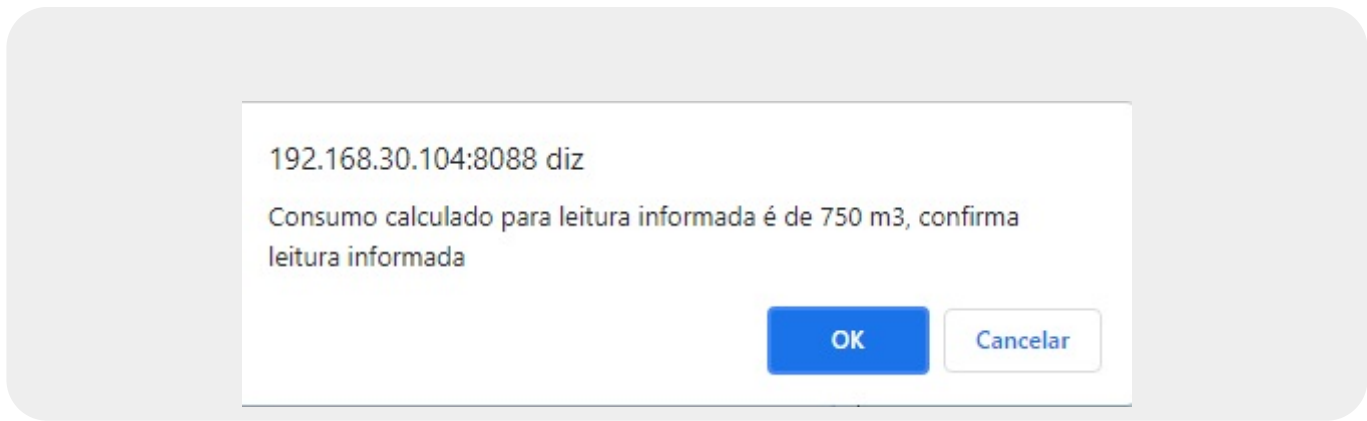 192.168.30.104:8088 diz
Consumo calculado para leitura informada é de 750 m3, confirma
leitura informada
OK
Cancelar